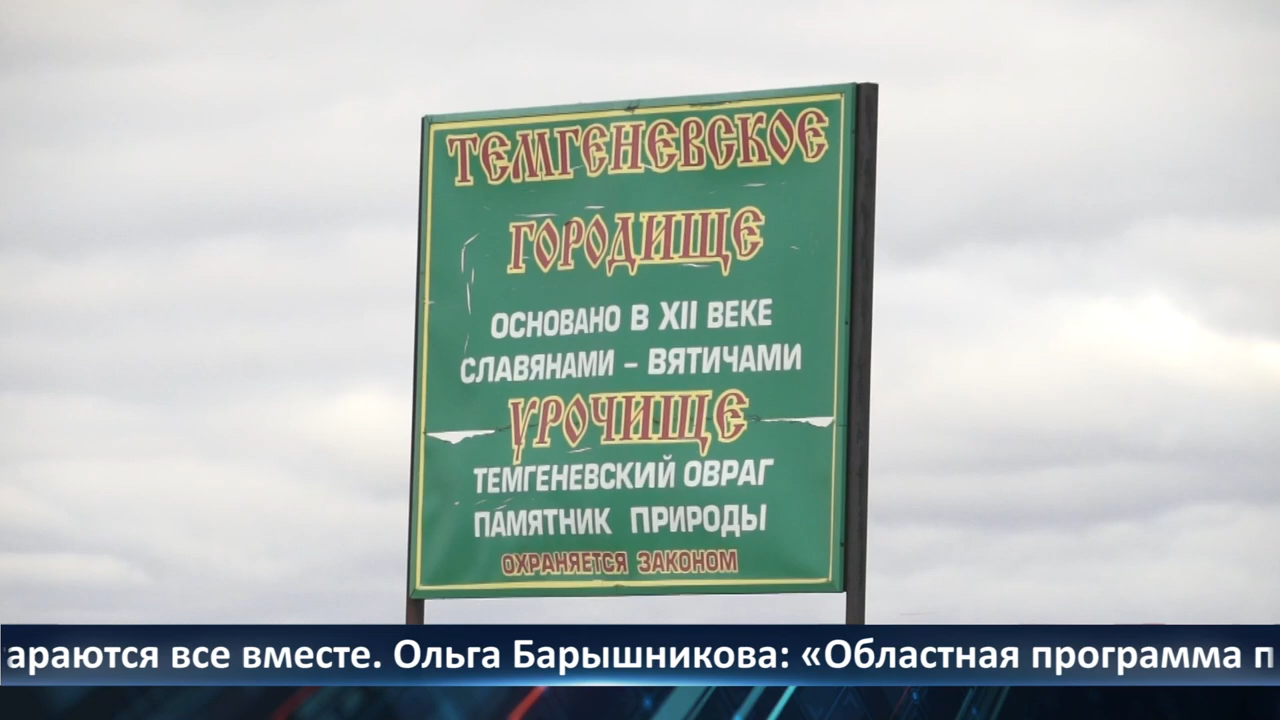 ТЕМГЕНЕВСКОЕ
ГОРОДИЩЕ
ОСНОВАНО В XII ВЕКЕ
СЛАВЯНАМИ – ВЯТИЧАМИ
УРОЧИЩЕ
ТЕМГЕНЕВСКИЙ ОВРАГ
ПАМЯТНИК ПРИРОДЫ
ОХРАНЯЕТСЯ ЗАКОНОМ
араются все вместе. Ольга Барышникова: «Областная программа п